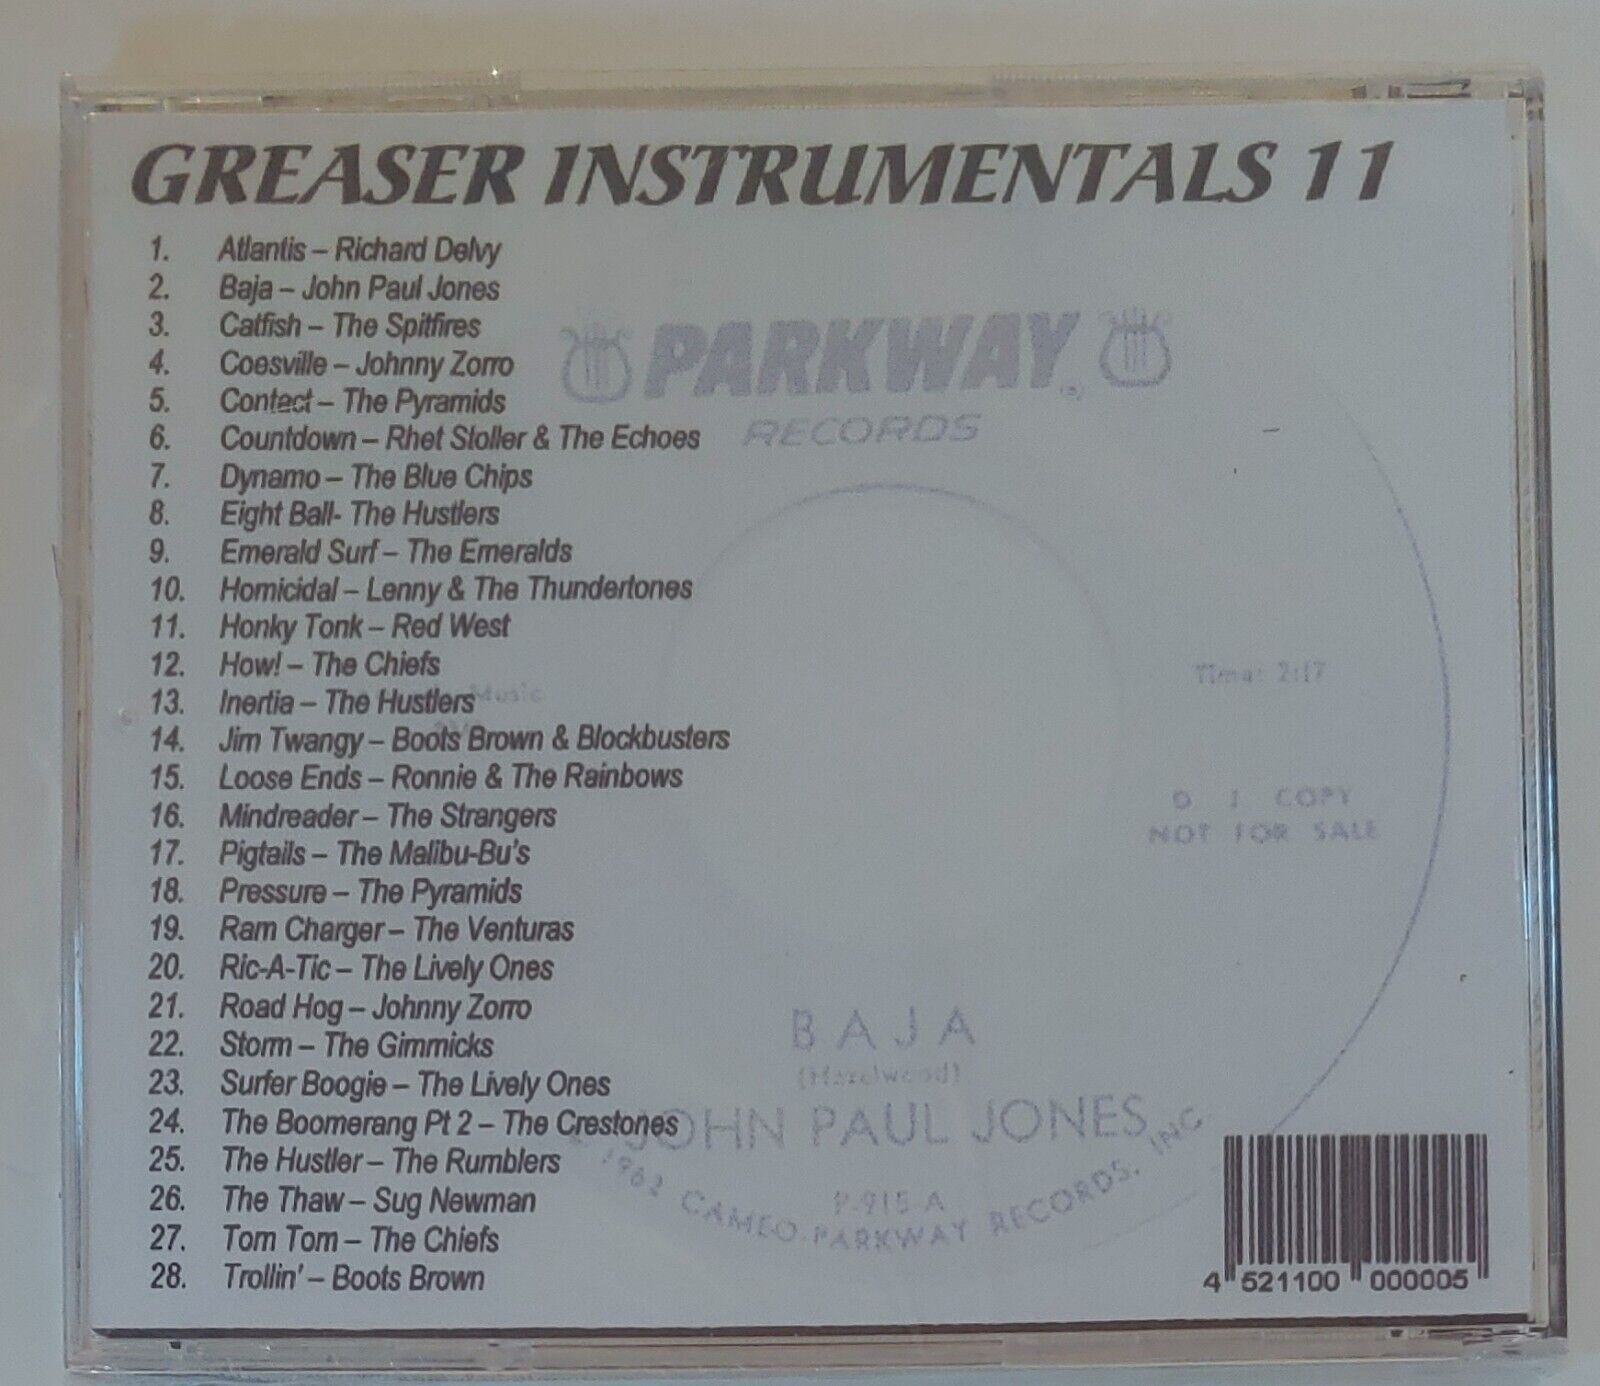 GREASER INSTRUMENTALS 11
1. Atlantis – Richard Delvy
2. Baja – John Paul Jones
3. Catfish – The Spitfires
4. Coesville – Johnny Zorro
5. Contact – The Pyramids
6. Countdown – Rhet Stoller & The Echoes
7. Dynamo – The Blue Chips
8. Eight Ball- The Hustlers
9. Emerald Surf – The Emeralds
10. Homicidal – Lenny & The Thundertones
11. Honky Tonk – Red West
12. How! – The Chiefs
13. Inertia – The Hustlers
14. Jim Twangy – Boots Brown & Blockbusters
15. Loose Ends – Ronnie & The Rainbows
16. Mindreader – The Strangers
17. Pigtails – The Malibu-Bu's
18. Pressure – The Pyramids
19. Ram Charger – The Venturas
20. Ric-A-Tic – The Lively Ones
21. Road Hog – Johnny Zorro
22. Storm – The Gimmicks
23. Surfer Boogie – The Lively Ones
24. The Boomerang Pt 2 – The Crestones
25. The Hustler – The Rumblers
26. The Thaw – Sug Newman
27. Tom Tom – The Chiefs
28. Trollin' – Boots Brown
PARKWAY
RECORDS
Music
Time: 2:17
D J COPY
NOT FOR SALE
BAJA
(Hazelwood)
JOHN PAUL JONES
P-915-A
1962 CAMEO-PARKWAY RECORDS, INC
4 521100 000005